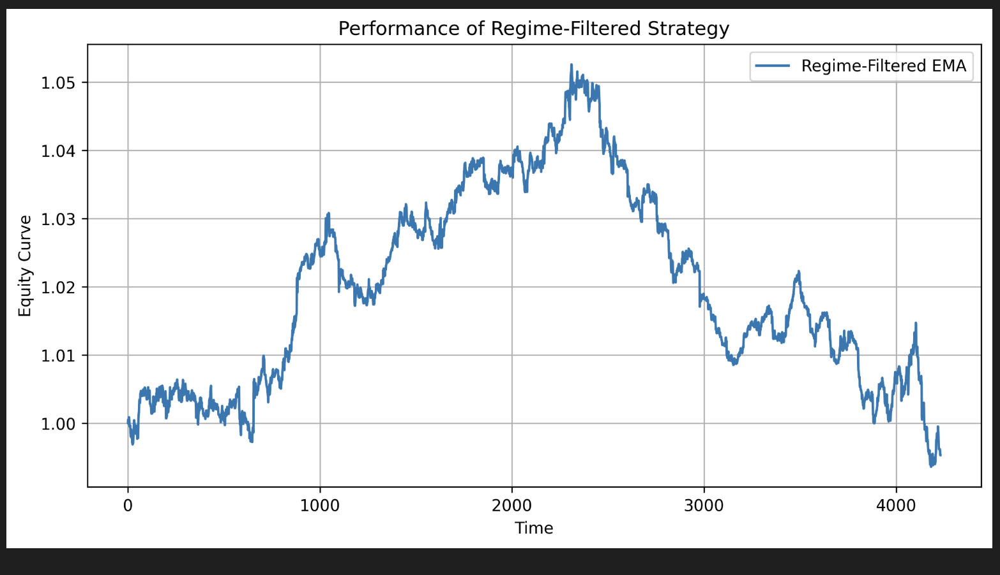 Performance of Regime-Filtered Strategy
Regime-Filtered EMA
Equity Curve
1.05
1.04
1.03
1.02
1.01
1.00
0 1000 2000 3000 4000
Time